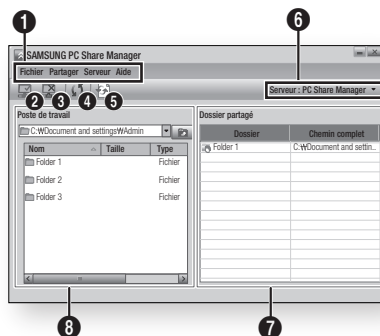 1
6
SAMSUNG PC Share Manager
Fichier Partager Serveur Aide
2 3 4 5
Serveur : PC Share Manager
Poste de travail
Dossier partagé
C:₩Document and settings₩Admin
Nom Taille Type
Folder 1 Fichier
Folder 2 Fichier
Folder 3 Fichier
Dossier Chemin complet
Folder 1 C:₩Document and settin..
8
7